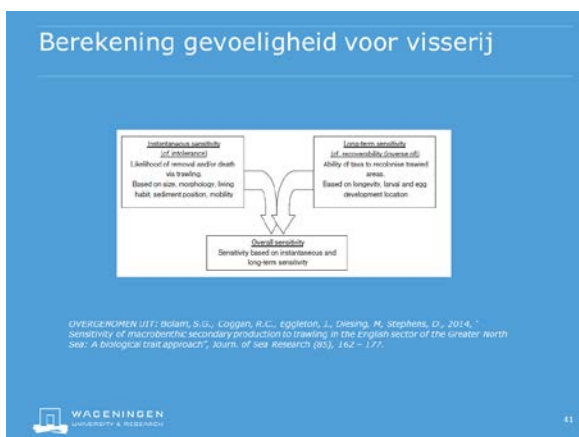 Berekening gevoeligheid voor visserij
Instantaneous sensitivity
(cf intolerance)
Likelihood of removal and/or death
via trawling.
Based on size, morphology, living
habit, sediment position, mobility
Long-term sensitivity
(cf. recoverability (inverse of)
Ability of taxa to recolonise trawled
areas.
Based on longevity, larval and egg
development location
Overall sensitivity
Sensitivity based on instantaneous and
long-term sensitivity
OVERGENOMEN UIT: Bolam, S.G., Coggan, R.C., Eggleton, J., Diesing, M, Stephens, D., 2014, "
Sensitivity of macrobenthic secondary production to trawling in the English sector of the Greater North
Sea: A biological trait approach", Journ. of Sea Research (85), 162 – 177.
WAGENINGEN
UNIVERSITY & RESEARCH
41